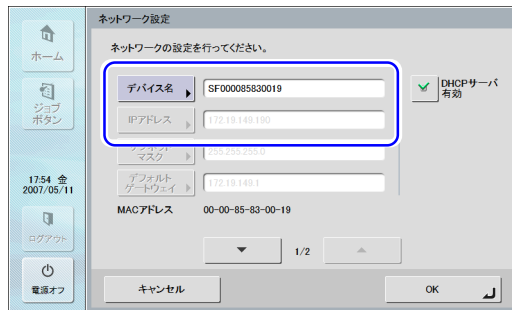 ネットワーク設定
ネットワークの設定を行ってください。
ホーム
ジョブ
ボタン
17:54 金
2007/05/11
ログアウト
電源オフ
デバイス名
SF000085830019
DHCPサーバ
有効
IPアドレス
172.19.149.190
マスク
255.255.255.0
デフォルト
ゲートウェイ
172.19.149.1
MACアドレス
00-00-85-83-00-19
1/2
キャンセル
OK